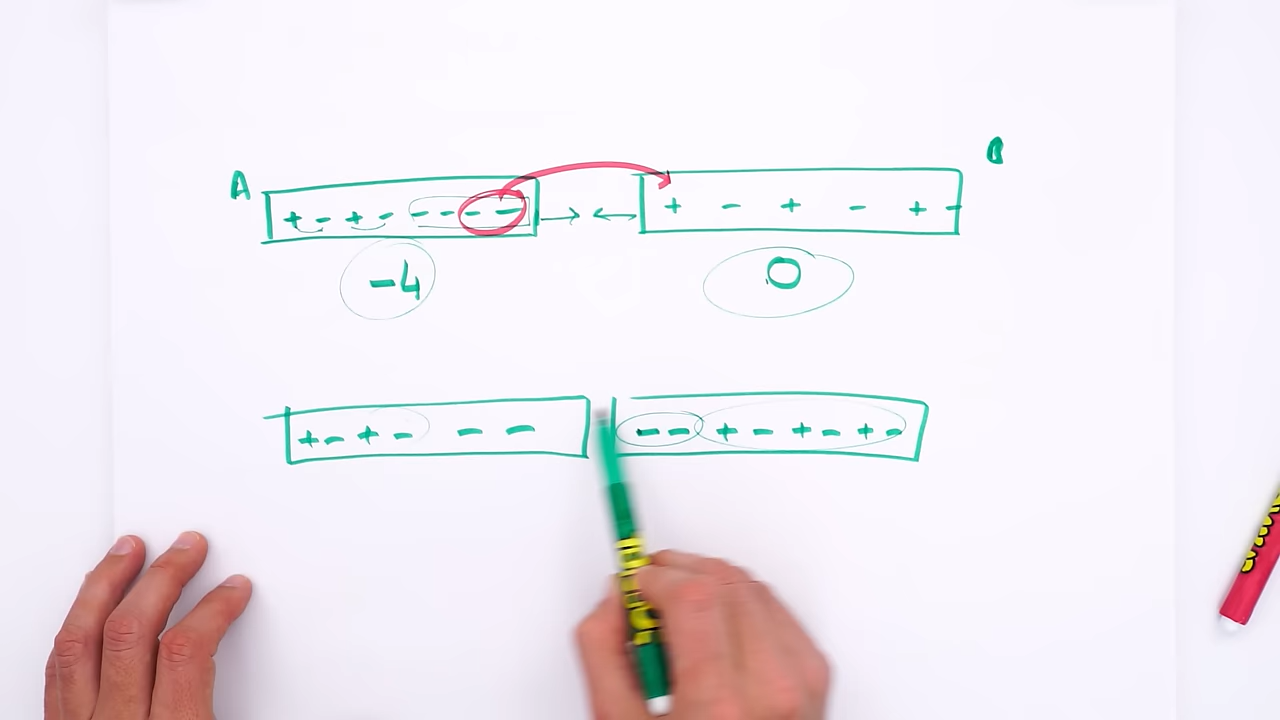 A B
+ - + - - - - - + - + - + -
-4 0
+ - + - - - - - + - + - + -